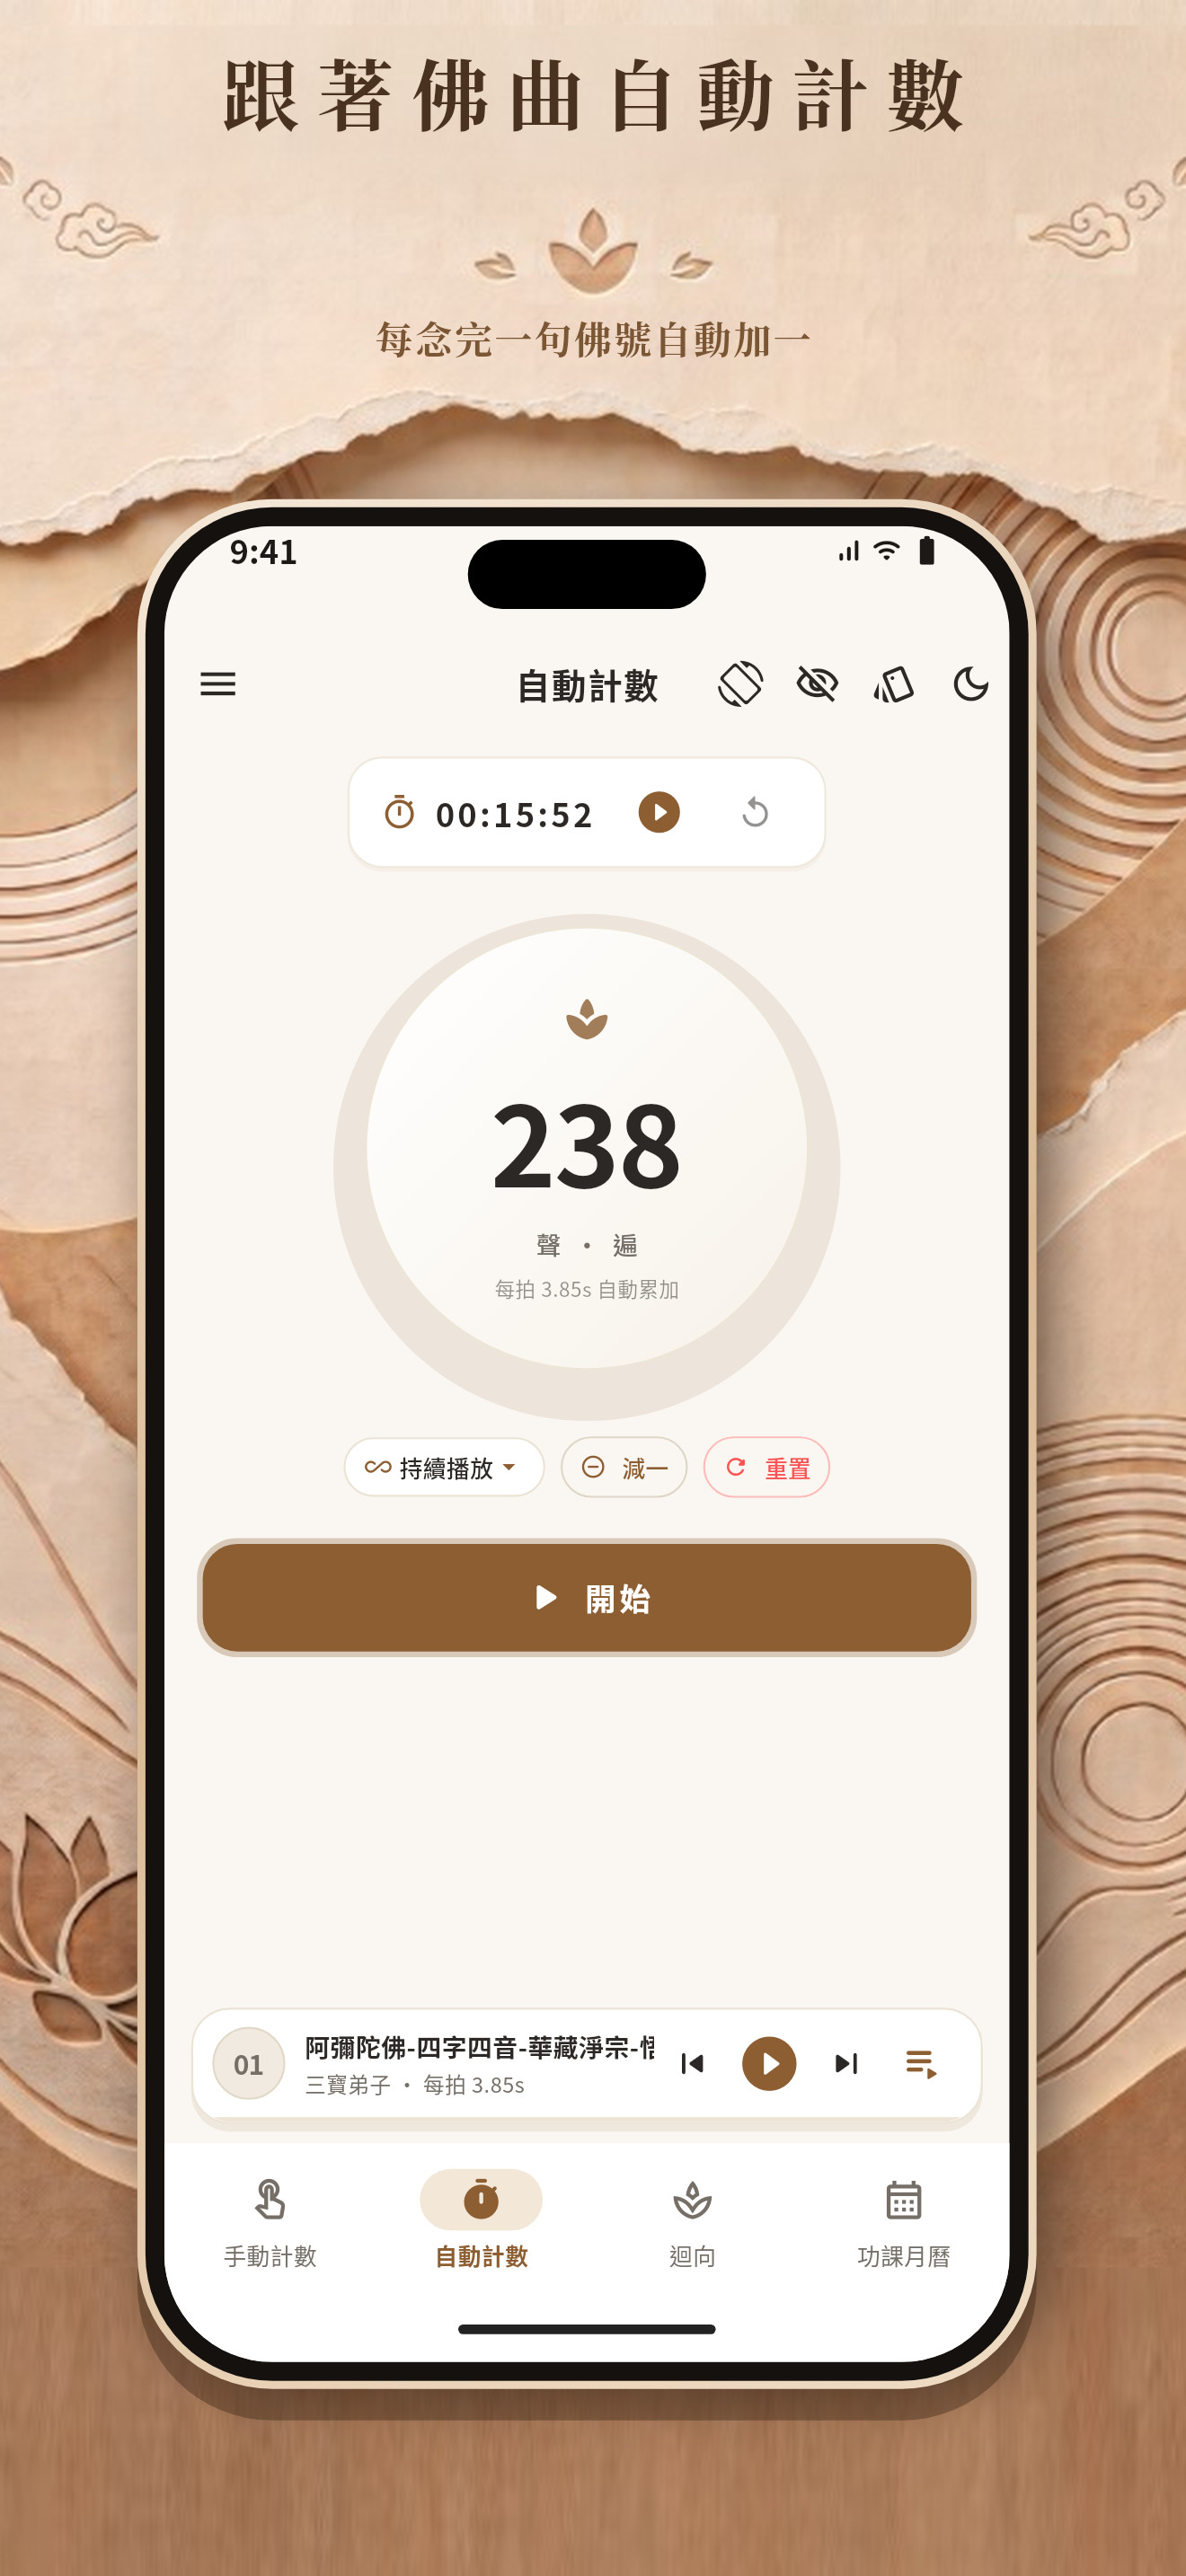 跟著佛曲自動計數
每念完一句佛號自動加一
9:41
自動計數
00:15:52
238
聲 · 遍
每拍 3.85s 自動累加
持續播放
減一
重置
開始
01
阿彌陀佛-四字四音-華藏淨宗-悟
三寶弟子 · 每拍 3.85s
手動計數
自動計數
迴向
功課月曆